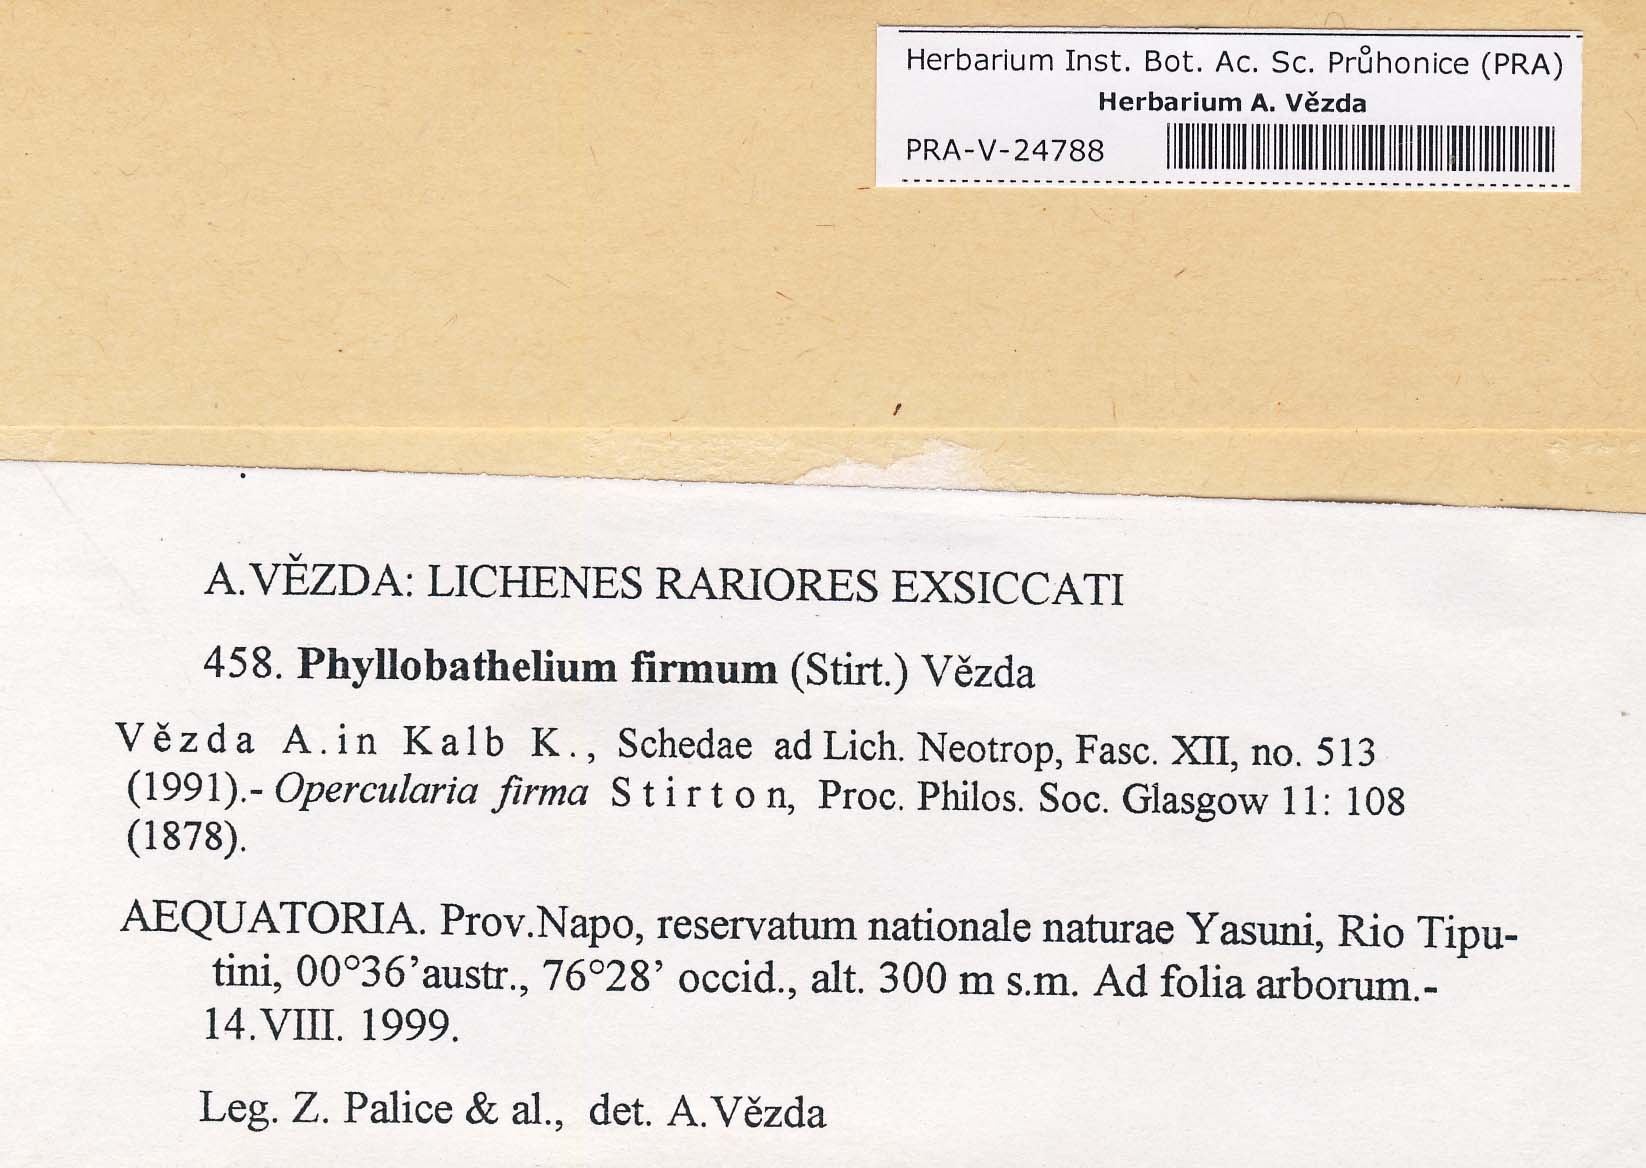 Herbarium Inst. Bot. Ac. Sc. Průhonice (PRA)
Herbarium A. Vězda
PRA-V-24788
A.VĚZDA: LICHENES RARIORES EXSICCATI
458. Phyllobathelium firmum (Stirt.) Vězda
Vězda A.in Kalb K., Schedae ad Lich. Neotrop, Fasc. XII, no. 513
(1991).- Opercularia firma Stirton, Proc. Philos. Soc. Glasgow 11: 108
(1878).
AEQUATORIA. Prov.Napo, reservatum nationale naturae Yasuni, Rio Tipu-
tini, 00°36’austr., 76°28’ occid., alt. 300 m s.m. Ad folia arborum.-
14.VIII. 1999.
Leg. Z. Palice & al., det. A.Vězda